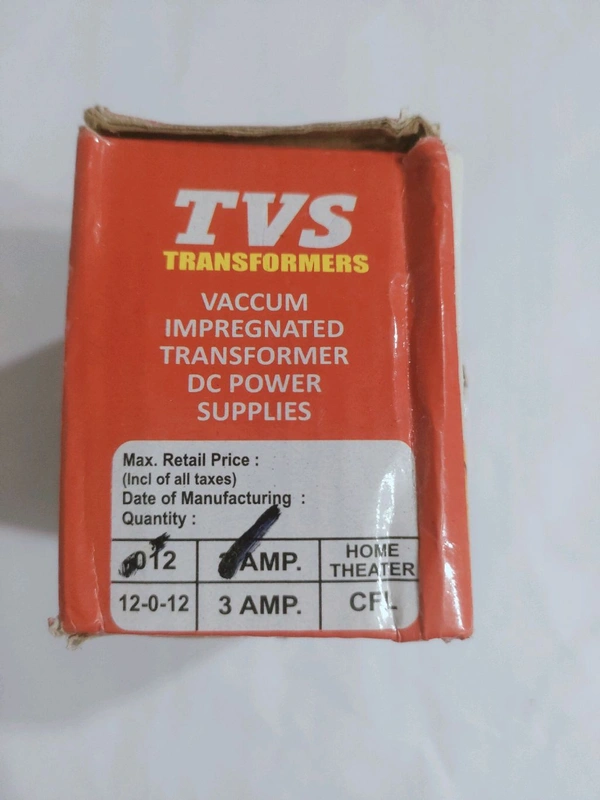 TVS
TRANSFORMERS
VACCUM
IMPREGNATED
TRANSFORMER
DC POWER
SUPPLIES
Max. Retail Price :
(Incl of all taxes)
Date of Manufacturing :
Quantity :
012 AMP. HOME THEATER
12-0-12 3 AMP. CFL